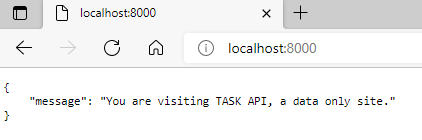 localhost:8000
localhost:8000
{
"message": "You are visiting TASK API, a data only site."
}